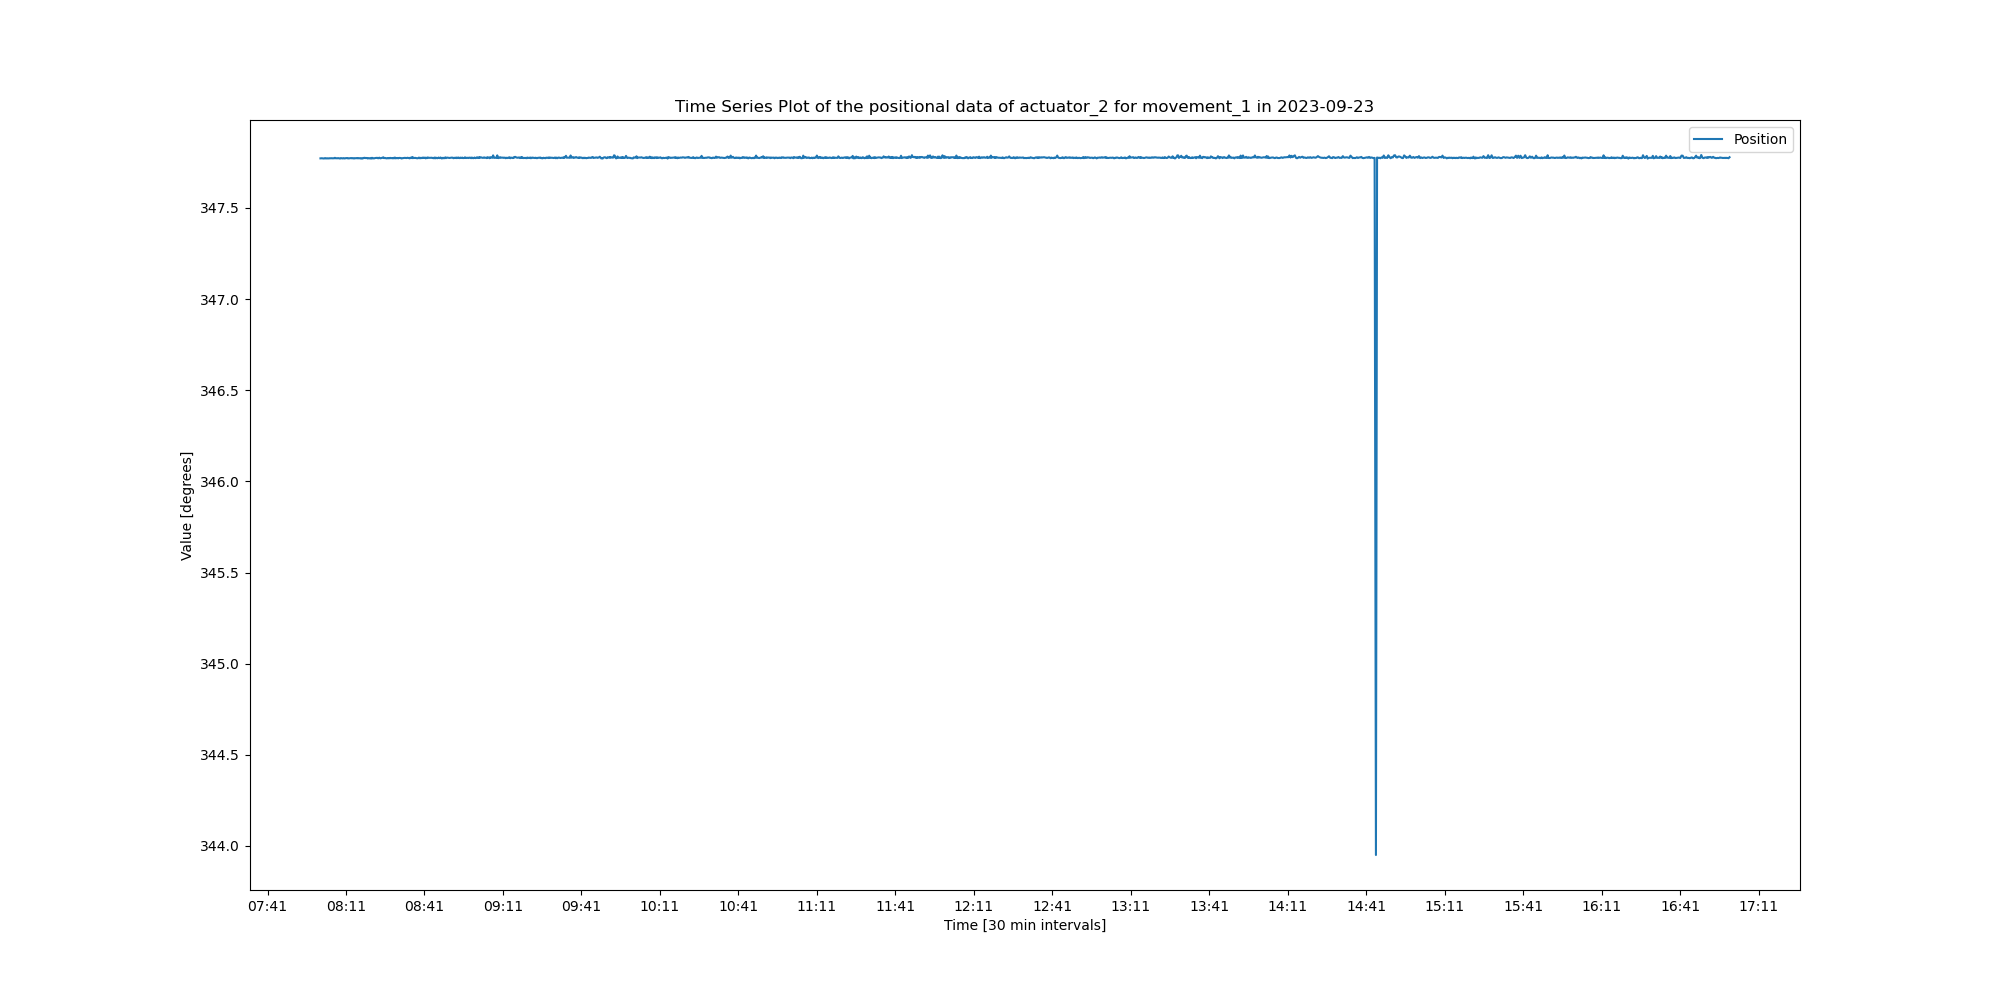 Time Series Plot of the positional data of actuator_2 for movement_1 in 2023-09-23
Position
347.5
347.0
346.5
346.0
345.5
345.0
344.5
344.0
Value [degrees]
07:41 08:11 08:41 09:11 09:41 10:11 10:41 11:11 11:41 12:11 12:41 13:11 13:41 14:11 14:41 15:11 15:41 16:11 16:41 17:11
Time [30 min intervals]